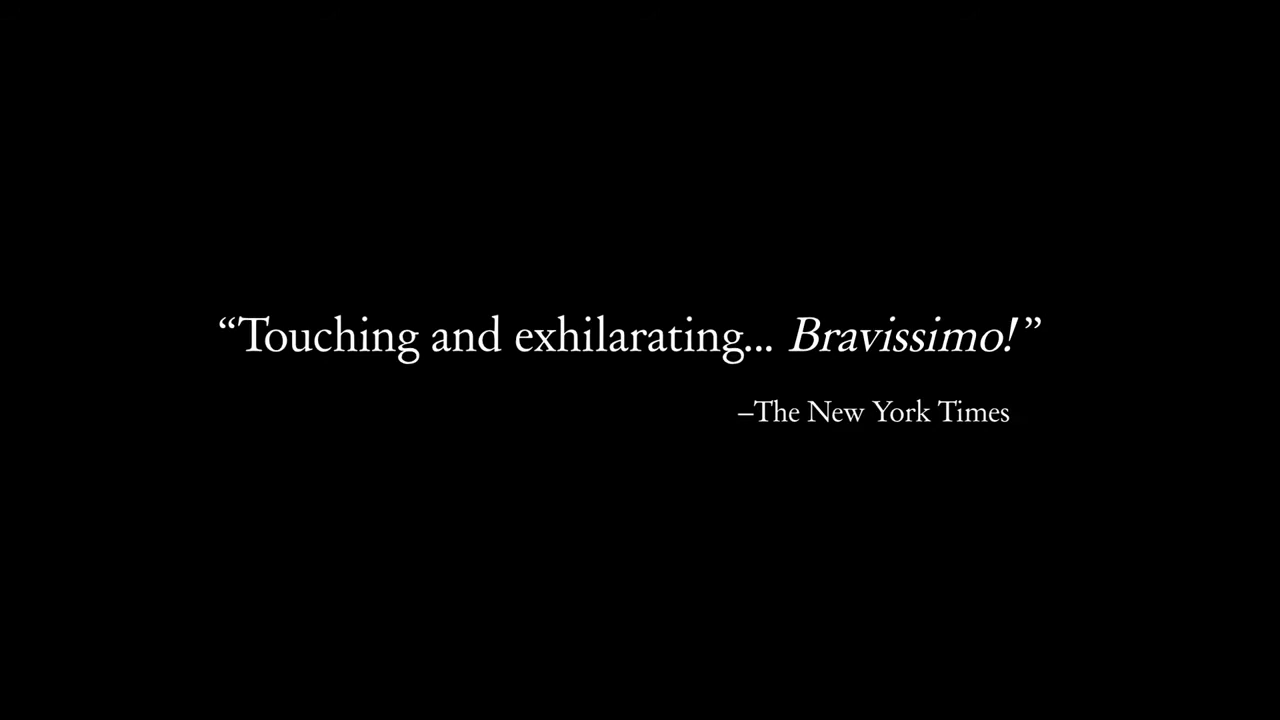 “Touching and exhilarating... Bravissimo!”
–The New York Times